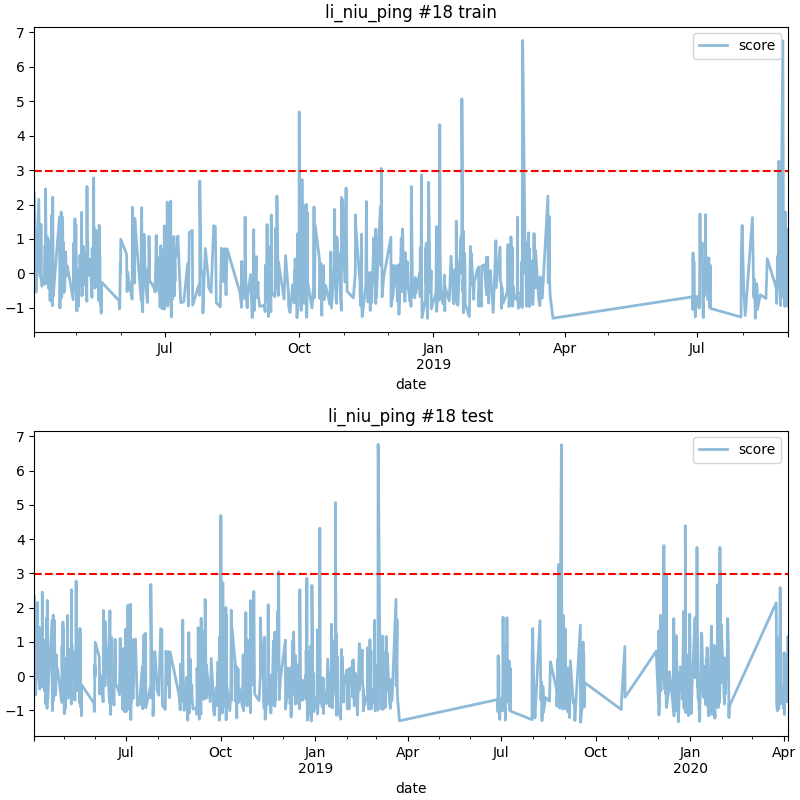 li_niu_ping #18 train
score
7
6
5
4
3
2
1
0
−1
Jul
Oct
Jan
2019
Apr
Jul
date
li_niu_ping #18 test
score
7
6
5
4
3
2
1
0
−1
Jul
Oct
Jan
2019
Apr
Jul
Oct
Jan
2020
Apr
date